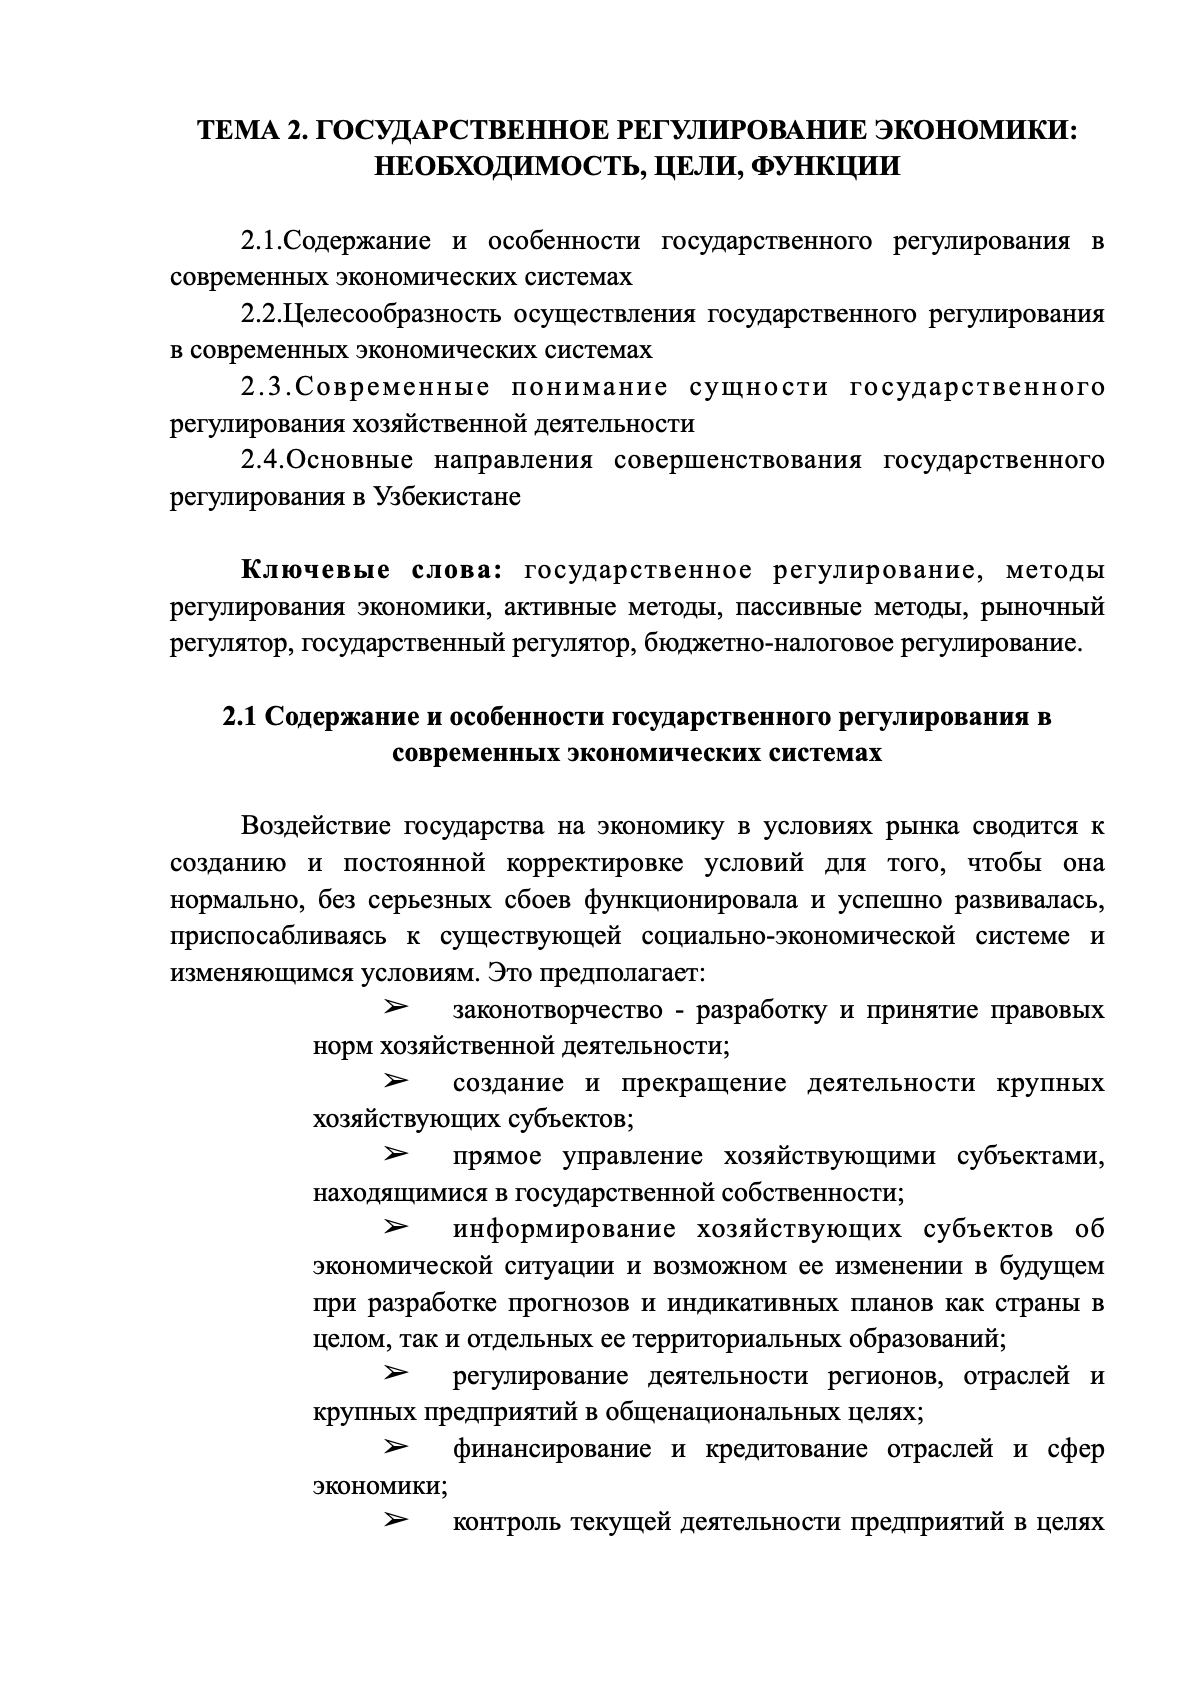 ТЕМА 2. ГОСУДАРСТВЕННОЕ РЕГУЛИРОВАНИЕ ЭКОНОМИКИ:
НЕОБХОДИМОСТЬ, ЦЕЛИ, ФУНКЦИИ
2.1.Содержание и особенности государственного регулирования в
современных экономических системах
2.2.Целесообразность осуществления государственного регулирования
в современных экономических системах
2.3.Современные понимание сущности государственного
регулирования хозяйственной деятельности
2.4.Основные направления совершенствования государственного
регулирования в Узбекистане
Ключевые слова: государственное регулирование, методы
регулирования экономики, активные методы, пассивные методы, рыночный
регулятор, государственный регулятор, бюджетно-налоговое регулирование.
2.1 Содержание и особенности государственного регулирования в
современных экономических системах
Воздействие государства на экономику в условиях рынка сводится к
созданию и постоянной корректировке условий для того, чтобы она
нормально, без серьезных сбоев функционировала и успешно развивалась,
приспосабливаясь к существующей социально-экономической системе и
изменяющимся условиям. Это предполагает:
➢ законотворчество - разработку и принятие правовых
норм хозяйственной деятельности;
➢ создание и прекращение деятельности крупных
хозяйствующих субъектов;
➢ прямое управление хозяйствующими субъектами,
находящимися в государственной собственности;
➢ информирование хозяйствующих субъектов об
экономической ситуации и возможном ее изменении в будущем
при разработке прогнозов и индикативных планов как страны в
целом, так и отдельных ее территориальных образований;
➢ регулирование деятельности регионов, отраслей и
крупных предприятий в общенациональных целях;
➢ финансирование и кредитование отраслей и сфер
экономики;
➢ контроль текущей деятельности предприятий в целях